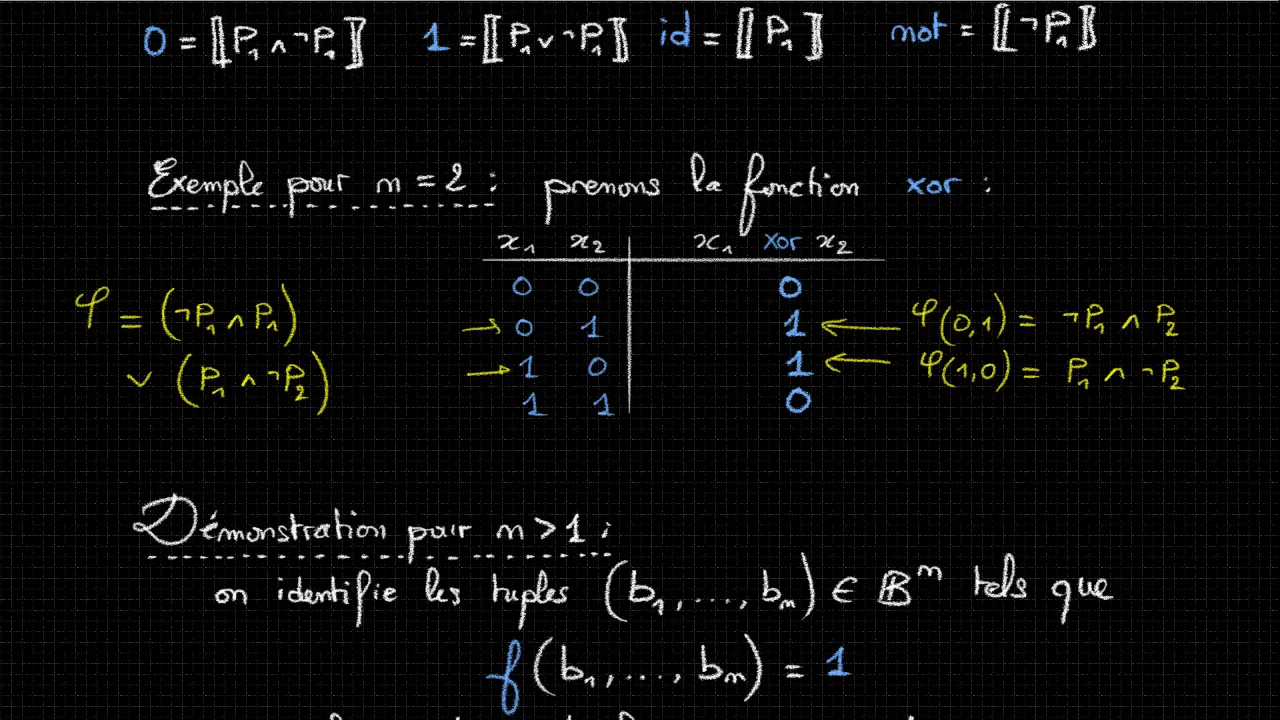 0 = ⟦P₁ ∧ ¬P₁⟧ 1 = ⟦P₁ ∨ ¬P₁⟧ id = ⟦P₁⟧ not = ⟦¬P₁⟧
Exemple pour n = 2 : prenons la fonction xor :
x₁ x₂ x₁ xor x₂
0 0 0
φ = (¬P₁ ∧ P₁) → 0 1 1 ← φ(0,1) = ¬P₁ ∧ P₂
∨ (P₁ ∧ ¬P₂) → 1 0 1 ← φ(1,0) = P₁ ∧ ¬P₂
1 1 0
Démonstration pour n > 1 :
on identifie les tuples (b₁, ..., bₙ) ∈ 𝔹ⁿ tels que
f(b₁, ..., bₙ) = 1